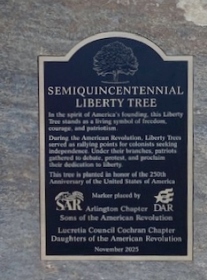 SEMIQUINCENTENNIAL
LIBERTY TREE
In the spirit of America's founding, this Liberty
Tree stands as a living symbol of freedom,
courage, and patriotism.
During the American Revolution, Liberty Trees
served as rallying points for colonists seeking
independence. Under their branches, patriots
gathered to debate, protest, and proclaim
their dedication to liberty.
This tree is planted in honor of the 250th
Anniversary of the United States of America
Marker placed by
SAR Arlington Chapter DAR
Sons of the American Revolution
Lucretia Council Cochran Chapter
Daughters of the American Revolution
November 2025